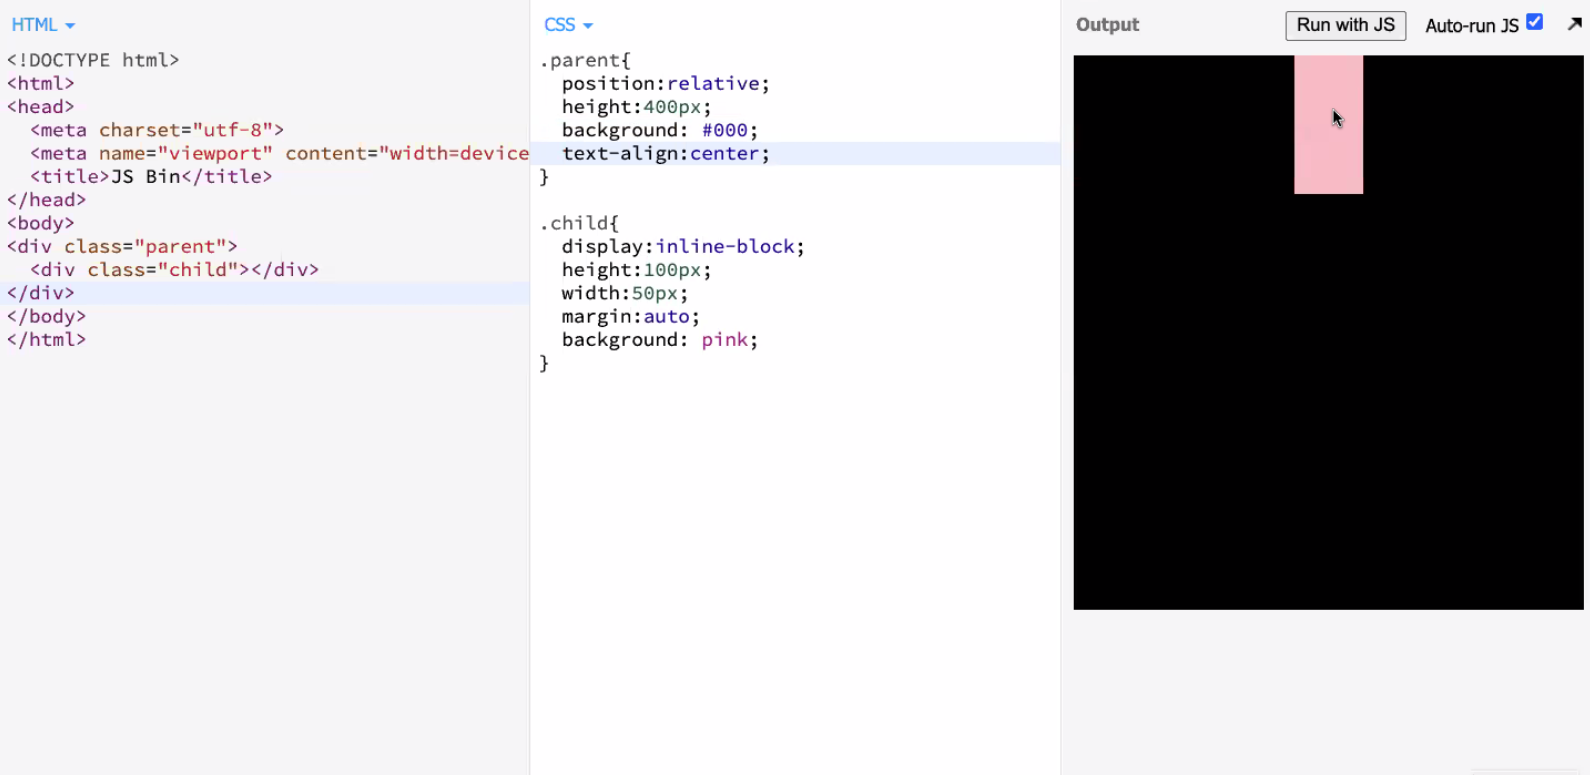 HTML
<!DOCTYPE html>
<html>
<head>
  <meta charset="utf-8">
  <meta name="viewport" content="width=device
  <title>JS Bin</title>
</head>
<body>
<div class="parent">
  <div class="child"></div>
</div>
</body>
</html>
CSS
.parent{
  position:relative;
  height:400px;
  background: #000;
  text-align:center;
}
.child{
  display:inline-block;
  height:100px;
  width:50px;
  margin:auto;
  background: pink;
}
Output
Run with JS
Auto-run JS